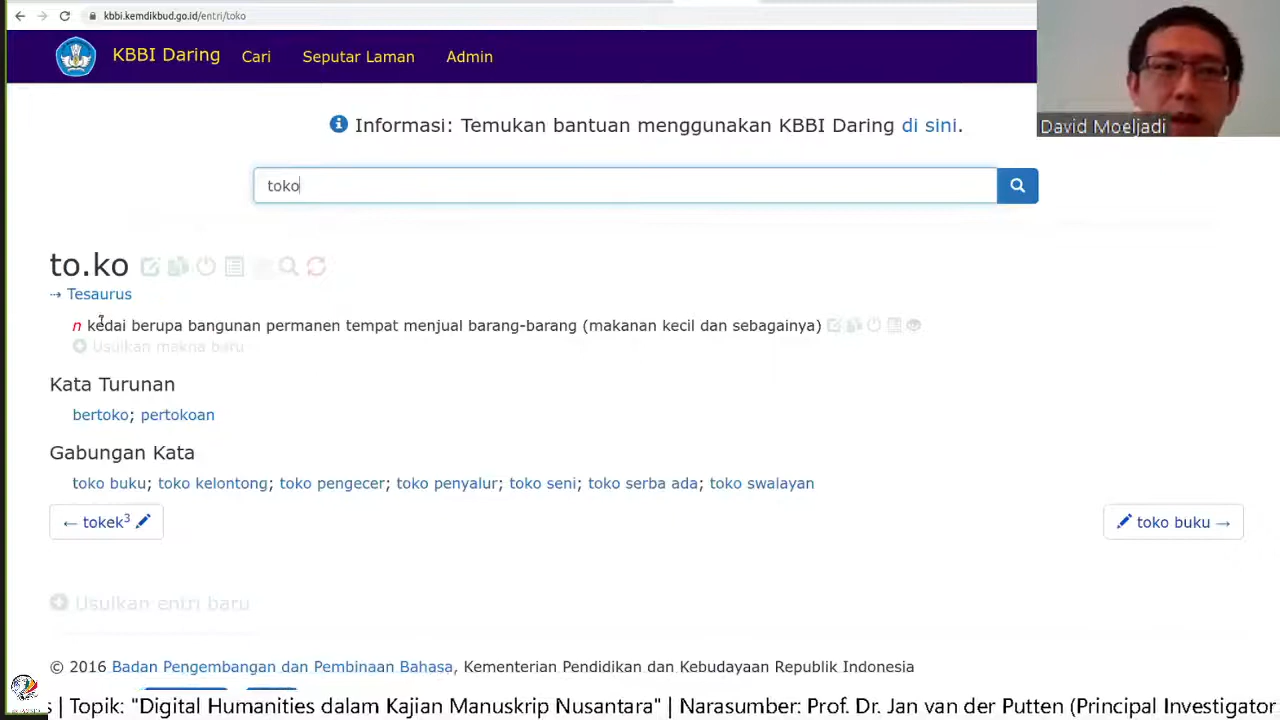 kbbi.kemdikbud.go.id/entri/toko
KBBI Daring Cari Seputar Laman Admin
David Moeljadi
Informasi: Temukan bantuan menggunakan KBBI Daring di sini.
toko
to.ko
⇢ Tesaurus
n kedai berupa bangunan permanen tempat menjual barang-barang (makanan kecil dan sebagainya)
Usulkan makna baru
Kata Turunan
bertoko; pertokoan
Gabungan Kata
toko buku; toko kelontong; toko pengecer; toko penyalur; toko seni; toko serba ada; toko swalayan
← tokek³
toko buku →
Usulkan entri baru
© 2016 Badan Pengembangan dan Pembinaan Bahasa, Kementerian Pendidikan dan Kebudayaan Republik Indonesia
s | Topik: "Digital Humanities dalam Kajian Manuskrip Nusantara" | Narasumber: Prof. Dr. Jan van der Putten (Principal Investigator